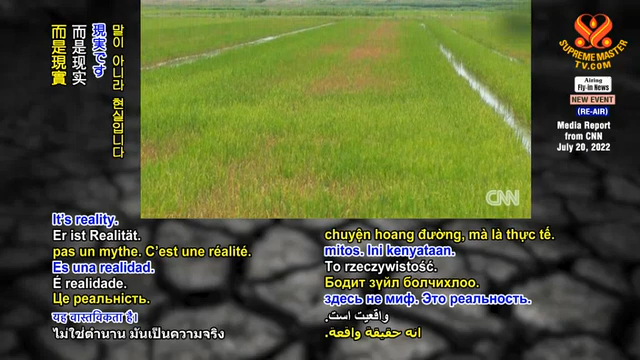 말이 아니라 현실입니다
現実です
而是现实
而是現實
CNN
SUPREME MASTER
TV.COM
Airing
Fly-in News
NEW EVENT
(RE-AIR)
Media Report
from CNN
July 20, 2022
It's reality.
Er ist Realität.
pas un mythe. C'est une réalité.
Es una realidad.
É realidade.
Це реальність.
यह वास्तविकता है।
ไม่ใช่ตำนาน มันเป็นความจริง
chuyện hoang đường, mà là thực tế.
mitos. Ini kenyataan.
To rzeczywistość.
Бодит зүйл болчихлоо.
здесь не миф. Это реальность.
واقعیت است.
انه حقيقة واقعة.